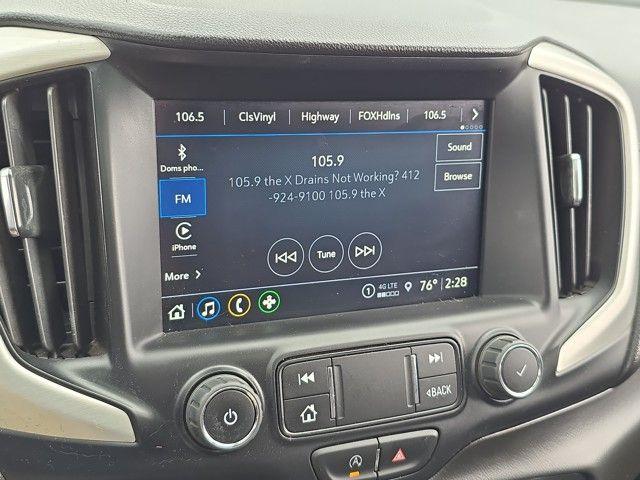 106.5 ClsVinyl Highway FOXHdlns 106.5
Doms pho...
FM
iPhone
More
105.9
105.9 the X Drains Not Working? 412
-924-9100 105.9 the X
Sound
Browse
Tune
1 4G LTE 76° 2:28
BACK